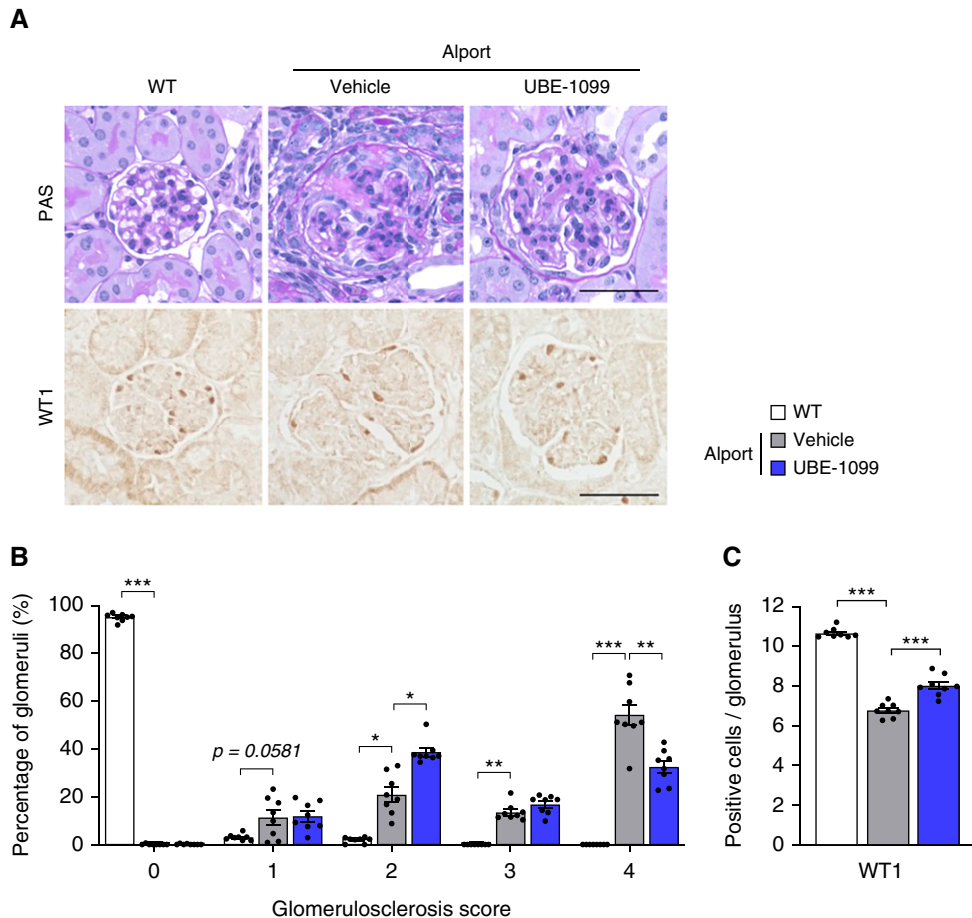 A
Alport
WT
Vehicle
UBE-1099
PAS
WT1
WT
Alport
Vehicle
UBE-1099
B
Percentage of glomeruli (%)
100
80
60
40
20
0
***
p = 0.0581
*
*
**
***
**
0
1
2
3
4
Glomerulosclerosis score
C
Positive cells / glomerulus
12
10
8
6
4
2
0
***
***
WT1